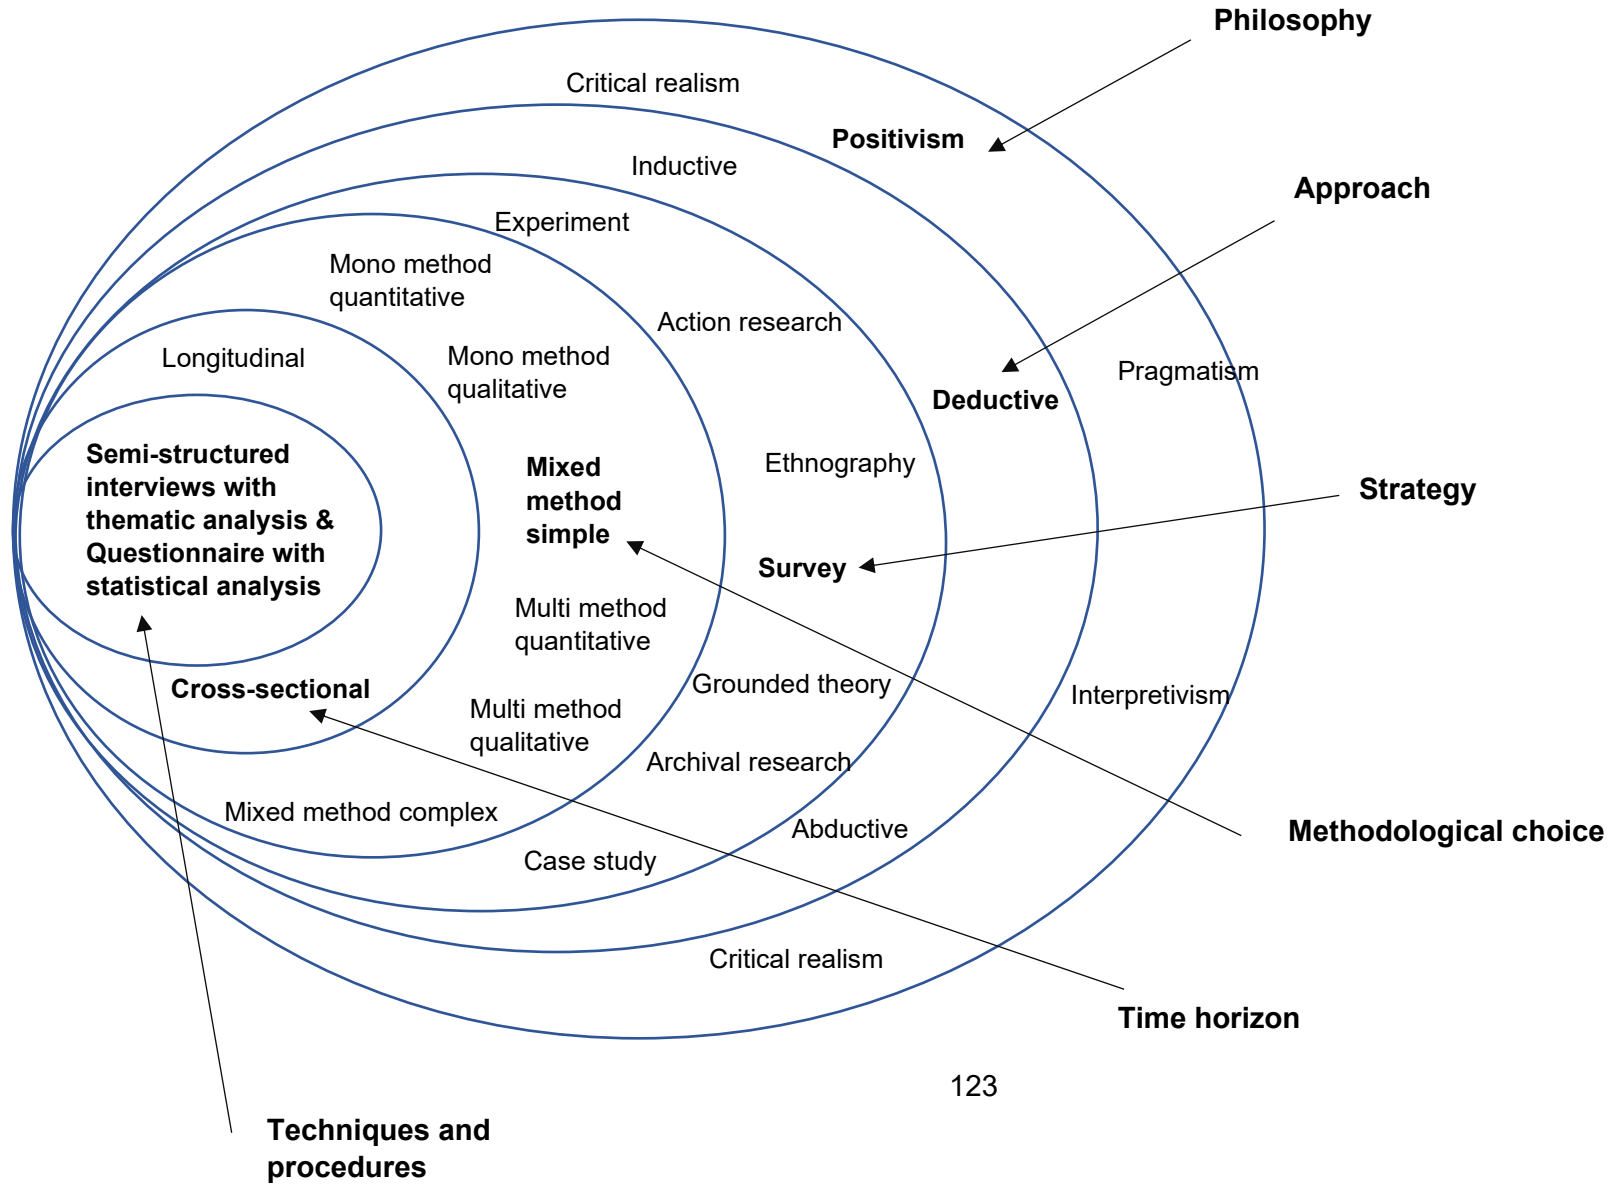 Philosophy
Critical realism
Positivism
Inductive
Approach
Experiment
Mono method
quantitative
Action research
Longitudinal
Mono method
qualitative
Pragmatism
Deductive
Semi-structured
interviews with
thematic analysis &
Questionnaire with
statistical analysis
Mixed
method
simple
Ethnography
Strategy
Survey
Multi method
quantitative
Cross-sectional
Grounded theory
Interpretivism
Multi method
qualitative
Archival research
Mixed method complex
Abductive
Methodological choice
Case study
Critical realism
Time horizon
123
Techniques and
procedures